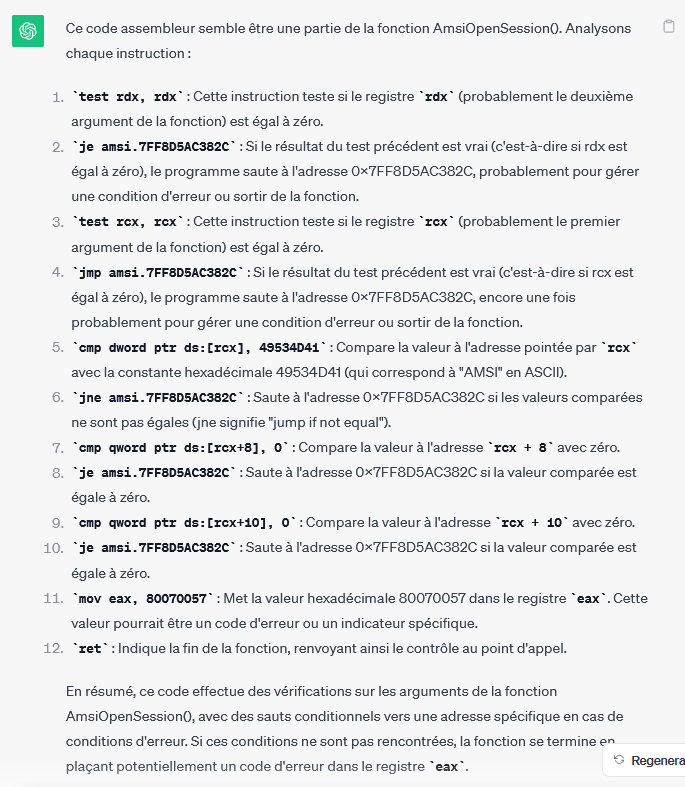 Ce code assembleur semble être une partie de la fonction AmsiOpenSession(). Analysons
chaque instruction :
1. `test rdx, rdx` : Cette instruction teste si le registre `rdx` (probablement le deuxième
argument de la fonction) est égal à zéro.
2. `je amsi.7FF8D5AC382C` : Si le résultat du test précédent est vrai (c'est-à-dire si rdx est
égal à zéro), le programme saute à l'adresse 0x7FF8D5AC382C, probablement pour gérer
une condition d'erreur ou sortir de la fonction.
3. `test rcx, rcx` : Cette instruction teste si le registre `rcx` (probablement le premier
argument de la fonction) est égal à zéro.
4. `jmp amsi.7FF8D5AC382C` : Si le résultat du test précédent est vrai (c'est-à-dire si rcx est
égal à zéro), le programme saute à l'adresse 0x7FF8D5AC382C, encore une fois
probablement pour gérer une condition d'erreur ou sortir de la fonction.
5. `cmp dword ptr ds:[rcx], 49534D41` : Compare la valeur à l'adresse pointée par `rcx`
avec la constante hexadécimale 49534D41 (qui correspond à "AMSI" en ASCII).
6. `jne amsi.7FF8D5AC382C` : Saute à l'adresse 0x7FF8D5AC382C si les valeurs comparées
ne sont pas égales (jne signifie "jump if not equal").
7. `cmp qword ptr ds:[rcx+8], 0` : Compare la valeur à l'adresse `rcx + 8` avec zéro.
8. `je amsi.7FF8D5AC382C` : Saute à l'adresse 0x7FF8D5AC382C si la valeur comparée est
égale à zéro.
9. `cmp qword ptr ds:[rcx+10], 0` : Compare la valeur à l'adresse `rcx + 10` avec zéro.
10. `je amsi.7FF8D5AC382C` : Saute à l'adresse 0x7FF8D5AC382C si la valeur comparée est
égale à zéro.
11. `mov eax, 80070057` : Met la valeur hexadécimale 80070057 dans le registre `eax`. Cette
valeur pourrait être un code d'erreur ou un indicateur spécifique.
12. `ret` : Indique la fin de la fonction, renvoyant ainsi le contrôle au point d'appel.
En résumé, ce code effectue des vérifications sur les arguments de la fonction
AmsiOpenSession(), avec des sauts conditionnels vers une adresse spécifique en cas de
conditions d'erreur. Si ces conditions ne sont pas rencontrées, la fonction se termine en
plaçant potentiellement un code d'erreur dans le registre `eax`.
Regenera